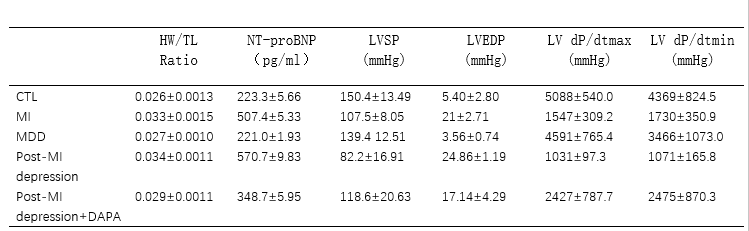 HW/TL NT-proBNP LVSP LVEDP LV dP/dtmax LV dP/dtmin
Ratio (pg/ml) (mmHg) (mmHg) (mmHg) (mmHg)
CTL 0.026±0.0013 223.3±5.66 150.4±13.49 5.40±2.80 5088±540.0 4369±824.5
MI 0.033±0.0015 507.4±5.33 107.5±8.05 21±2.71 1547±309.2 1730±350.9
MDD 0.027±0.0010 221.0±1.93 139.4 12.51 3.56±0.74 4591±765.4 3466±1073.0
Post-MI 0.034±0.0011 570.7±9.83 82.2±16.91 24.86±1.19 1031±97.3 1071±165.8
depression
Post-MI 0.029±0.0011 348.7±5.95 118.6±20.63 17.14±4.29 2427±787.7 2475±870.3
depression+DAPA